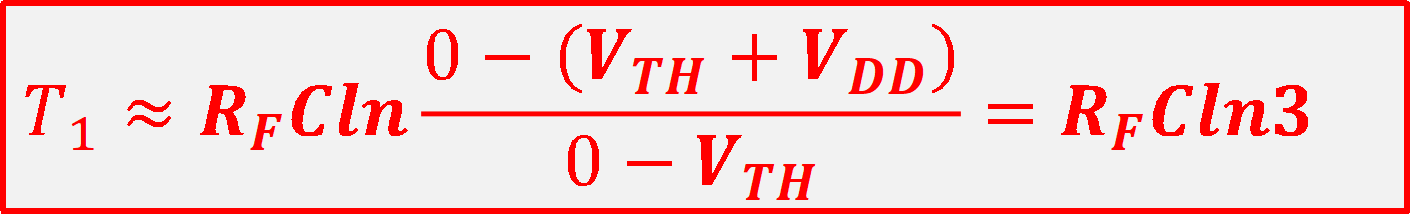 T₁ ≈ R_F C ln (0 − (V_TH + V_DD)) / (0 − V_TH) = R_F C ln3